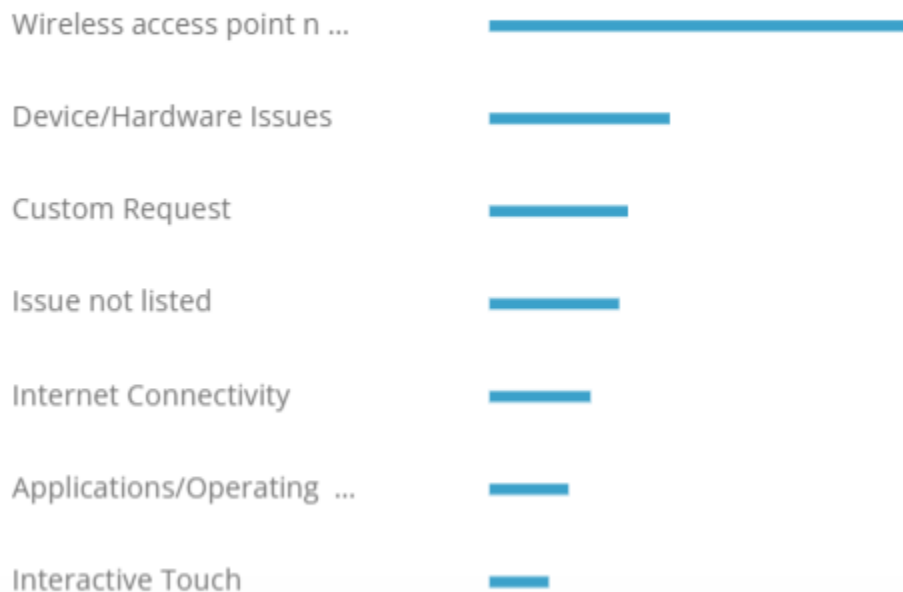 Wireless access point n ...
Device/Hardware Issues
Custom Request
Issue not listed
Internet Connectivity
Applications/Operating ...
Interactive Touch